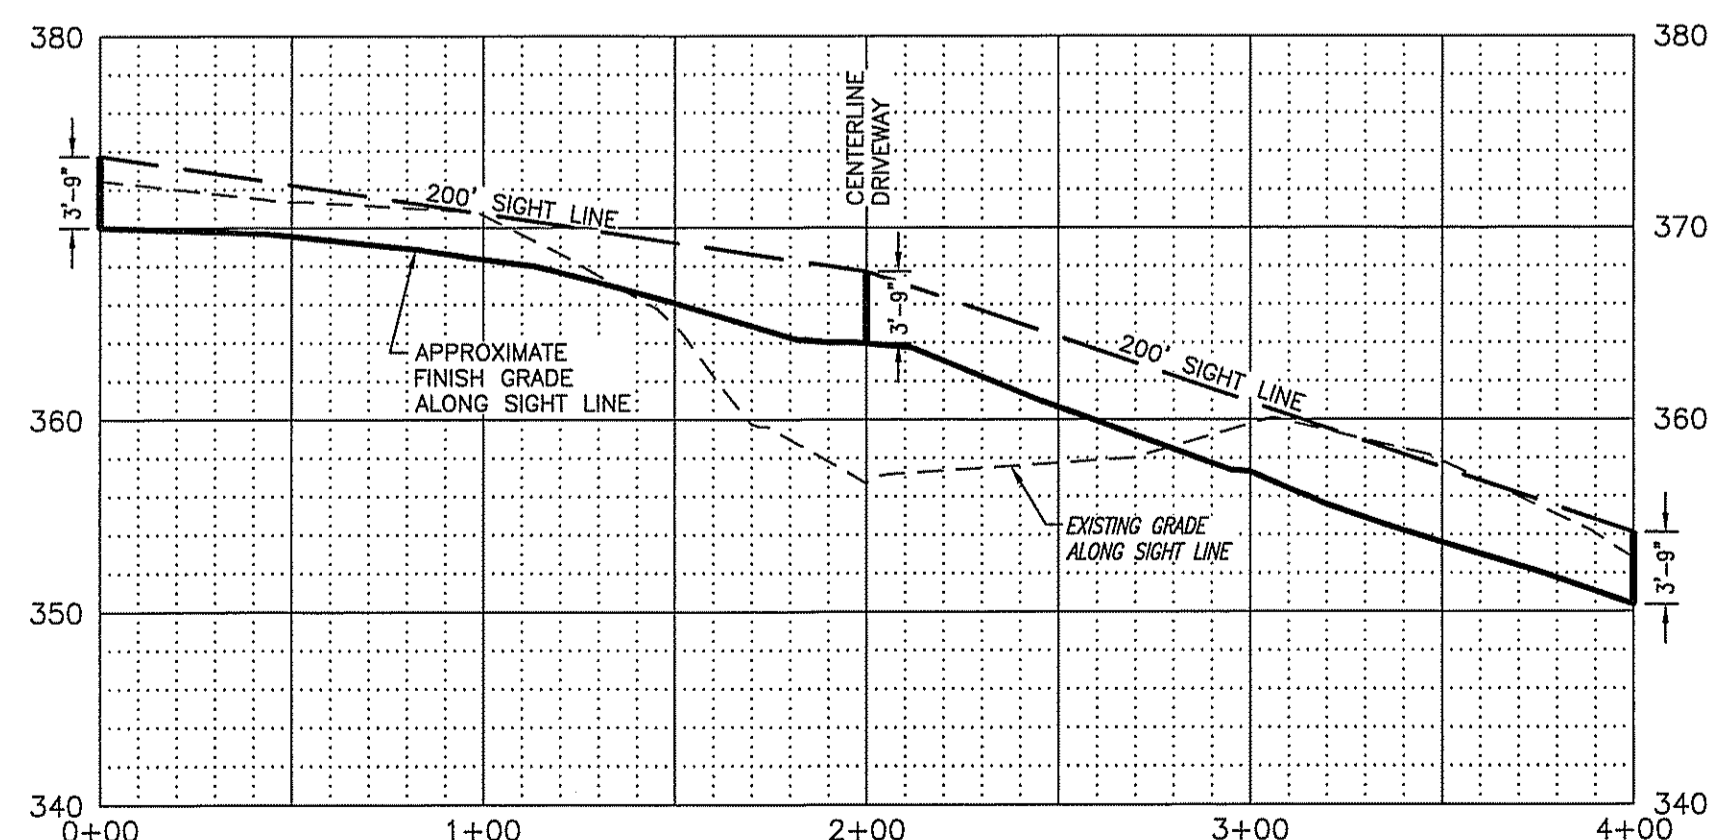 380
380
CENTERLINE
DRIVEWAY
3'-9"
200' SIGHT LINE
370
3'-9"
200' SIGHT LINE
APPROXIMATE
FINISH GRADE
ALONG SIGHT LINE
360
360
EXISTING GRADE
ALONG SIGHT LINE
3'-9"
350
350
340
340
0+00
1+00
2+00
3+00
4+00